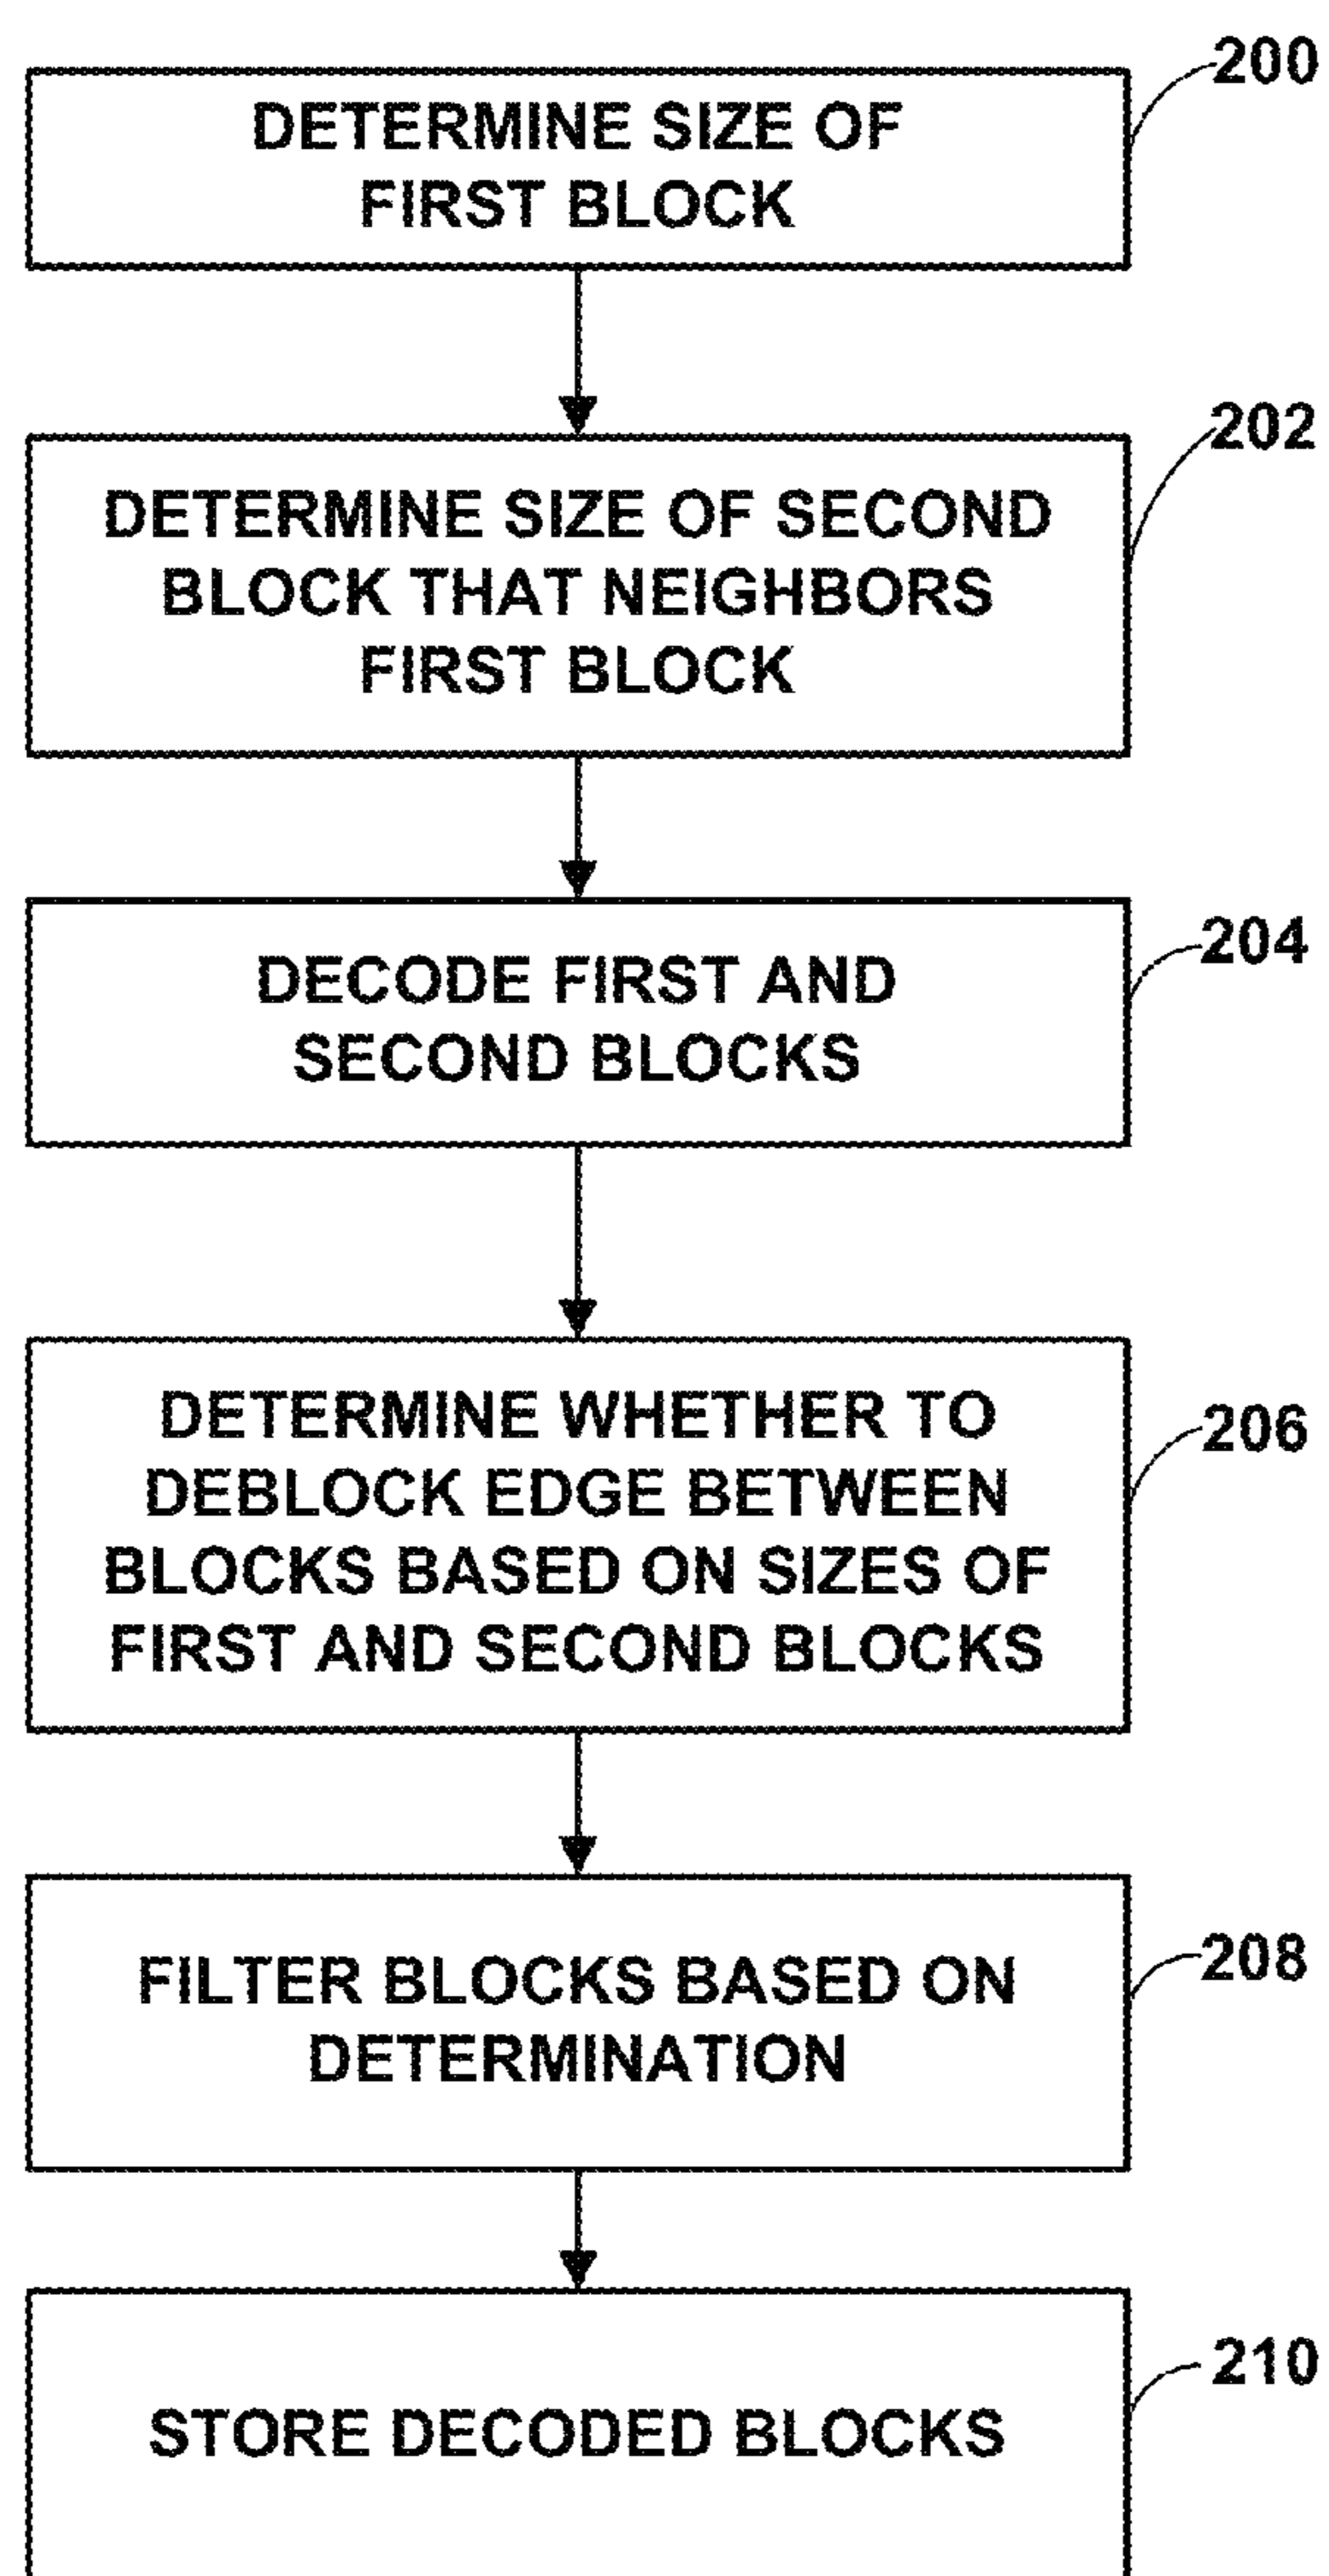 200
DETERMINE SIZE OF
FIRST BLOCK
202
DETERMINE SIZE OF SECOND
BLOCK THAT NEIGHBORS
FIRST BLOCK
204
DECODE FIRST AND
SECOND BLOCKS
206
DETERMINE WHETHER TO
DEBLOCK EDGE BETWEEN
BLOCKS BASED ON SIZES OF
FIRST AND SECOND BLOCKS
208
FILTER BLOCKS BASED ON
DETERMINATION
210
STORE DECODED BLOCKS